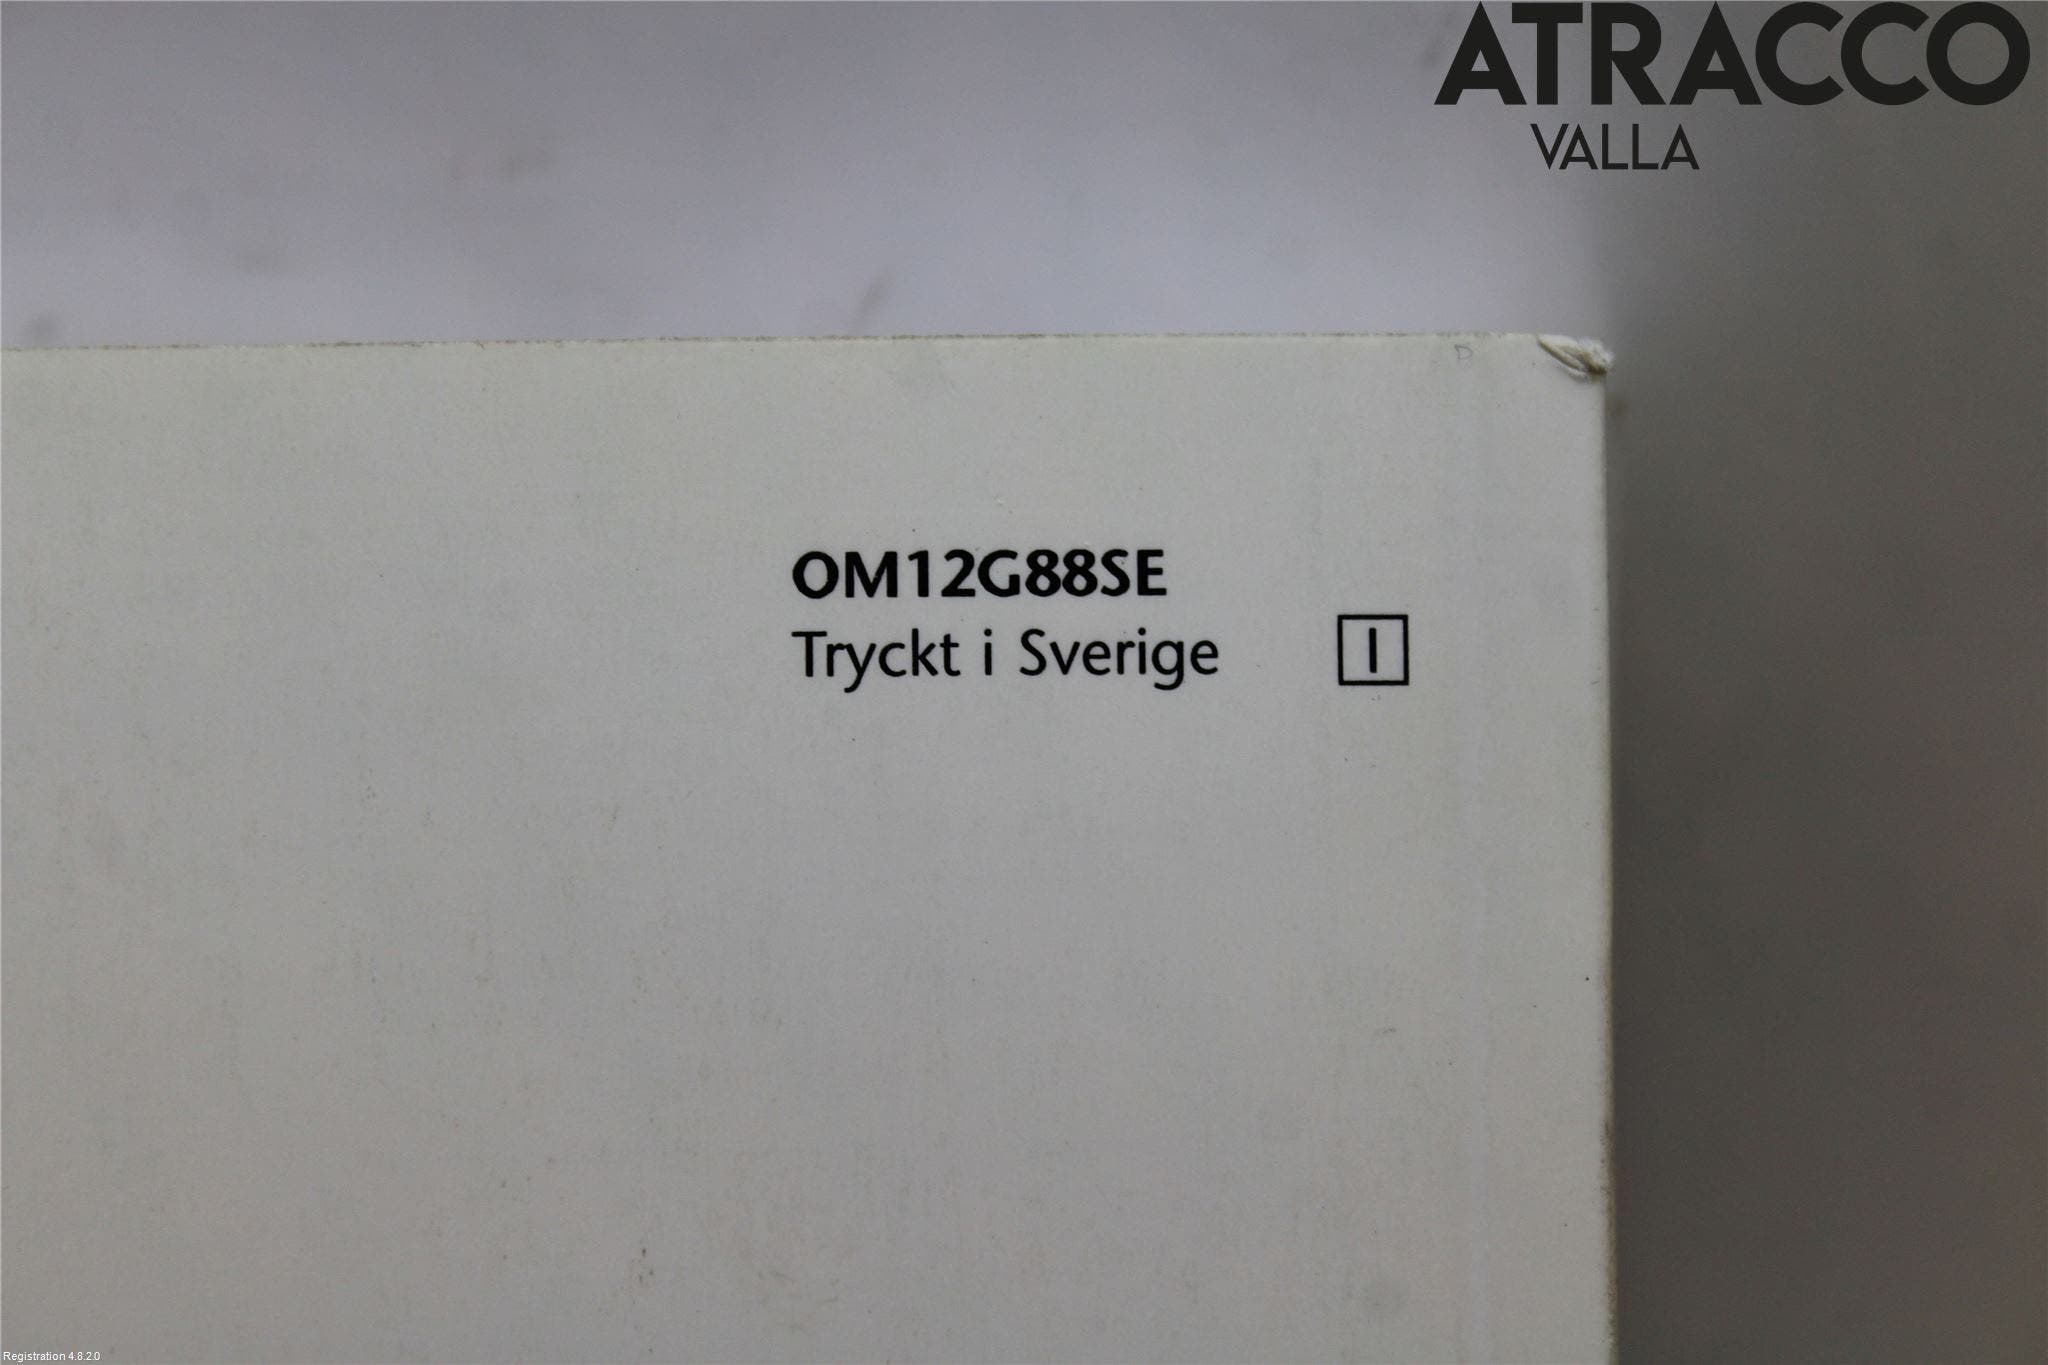 ATRACCO
VALLA
OM12G88SE
Tryckt i Sverige
I
Registration 4.8.2.0